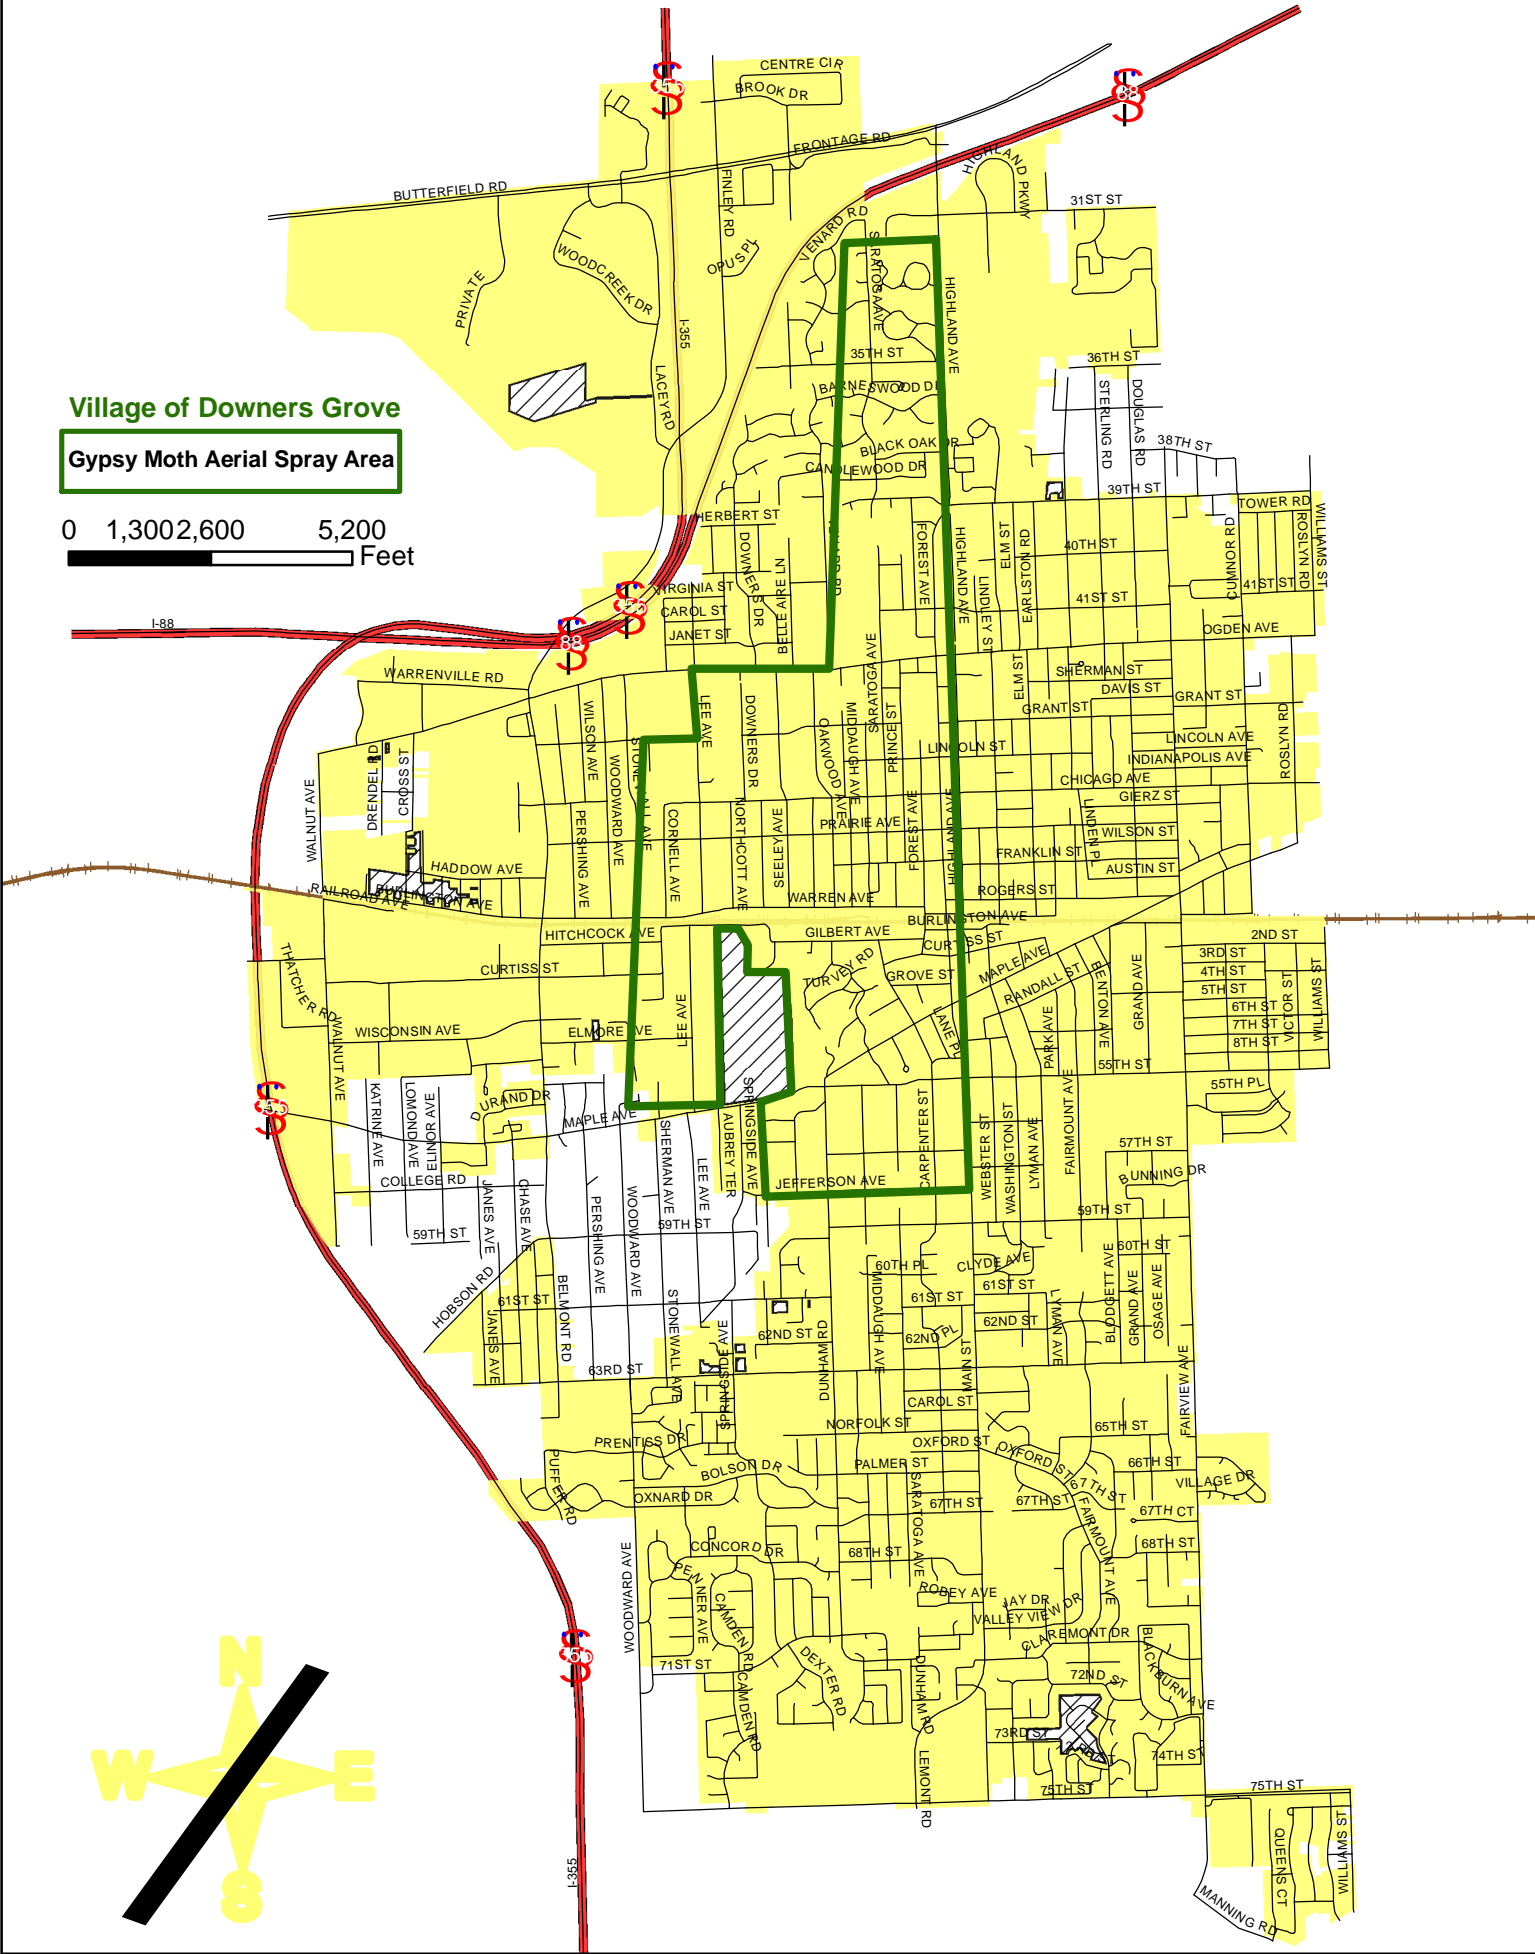 CENTRE CIR
BROOK DR
FRONTAGE RD
BUTTERFIELD RD
HIGHLAND PKWY
31ST ST
FINLEY RD
VENARD RD
SARATOGA AVE
OPUS PL
WOODCREEK DR
PRIVATE
I-355
HIGHLAND AVE
35TH ST
36TH ST
LACEY RD
BARNESWOOD DR
STERLING RD
DOUGLAS RD
Village of Downers Grove
Gypsy Moth Aerial Spray Area
0 1,300 2,600 5,200
Feet
BLACK OAK DR
38TH ST
CANDLEWOOD DR
39TH ST
TOWER RD
WILLIAMS ST
ROSLYN RD
HERBERT ST
DOWNERS DR
BELLE AIRE LN
FOREST AVE
HIGHLAND AVE
ELM ST
EARLSTON RD
40TH ST
CUMNOR RD
VIRGINIA ST
41ST ST
41ST ST
LINDLEY ST
CAROL ST
JANET ST
I-88
88
88
OGDEN AVE
WARRENVILLE RD
SARATOGA AVE
ELM ST
SHERMAN ST
DAVIS ST
GRANT ST
GRANT ST
WILSON AVE
LEE AVE
DOWNERS DR
OAKWOOD AVE
MIDDAUGH AVE
PRINCE ST
LINCOLN ST
LINCOLN AVE
INDIANAPOLIS AVE
ROSLYN RD
DRENDEL RD
CROSS ST
WOODWARD AVE
STONEWALL AVE
CHICAGO AVE
GIERZ ST
WALNUT AVE
PERSHING AVE
CORNELL AVE
NORTHCOTT AVE
SEELEY AVE
PRAIRIE AVE
FOREST AVE
HIGHLAND AVE
LINDEN PL
WILSON ST
FRANKLIN ST
AUSTIN ST
HADDOW AVE
RAILROAD AVE
BURLINGTON AVE
WARREN AVE
ROGERS ST
BURLINGTON AVE
HITCHCOCK AVE
GILBERT AVE
CURTISS ST
2ND ST
3RD ST
4TH ST
5TH ST
6TH ST
7TH ST
8TH ST
VICTOR ST
WILLIAMS ST
THATCHER RD
CURTISS ST
TURVEY RD
GROVE ST
MAPLE AVE
RANDALL ST
BENTON AVE
GRAND AVE
WALNUT AVE
WISCONSIN AVE
ELMORE AVE
LEE AVE
LANE PL
PARK AVE
55TH ST
55TH PL
KATRINE AVE
LOMOND AVE
ELINOR AVE
DURAND DR
MAPLE AVE
SPRINGSIDE AVE
AUBREY TER
CARPENTER ST
WEBSTER ST
WASHINGTON ST
LYMAN AVE
FAIRMOUNT AVE
57TH ST
BUNNING DR
COLLEGE RD
SHERMAN AVE
LEE AVE
JEFFERSON AVE
JANES AVE
CHASE AVE
PERSHING AVE
WOODWARD AVE
59TH ST
59TH ST
59TH ST
60TH PL
CLYDE AVE
60TH ST
HOBSON RD
61ST ST
JANES AVE
BELMONT RD
STONEWALL AVE
SPRINGSIDE AVE
62ND ST
DUNHAM RD
MIDDAUGH AVE
61ST ST
61ST ST
62ND PL
62ND ST
LYMAN AVE
BLODGETT AVE
GRAND AVE
OSAGE AVE
63RD ST
MAIN ST
FAIRVIEW AVE
CAROL ST
NORFOLK ST
65TH ST
PRENTISS DR
OXFORD ST
OXFORD ST
PUFFER RD
BOLSON DR
PALMER ST
66TH ST
VILLAGE DR
OXNARD DR
SARATOGA AVE
67TH ST
67TH ST
67TH ST
67TH CT
CONCORD DR
68TH ST
FAIRMOUNT AVE
68TH ST
WOODWARD AVE
PENNER AVE
CAMDEN RD
ROBEY AVE
JAY DR
VALLEY VIEW DR
CLAREMONT DR
BLACKBURN AVE
71ST ST
CAMDEN RD
DEXTER RD
DUNHAM RD
72ND ST
73RD ST
74TH ST
LEMONT RD
75TH ST
75TH ST
QUEENS CT
WILLIAMS ST
MANNING RD
I-355
N
W E
S